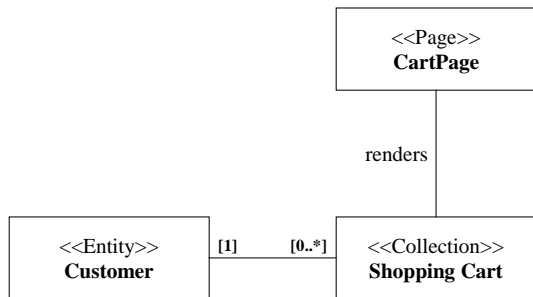 <<Page>>
CartPage
renders
<<Entity>>
Customer
[1]
[0..*]
<<Collection>>
Shopping Cart